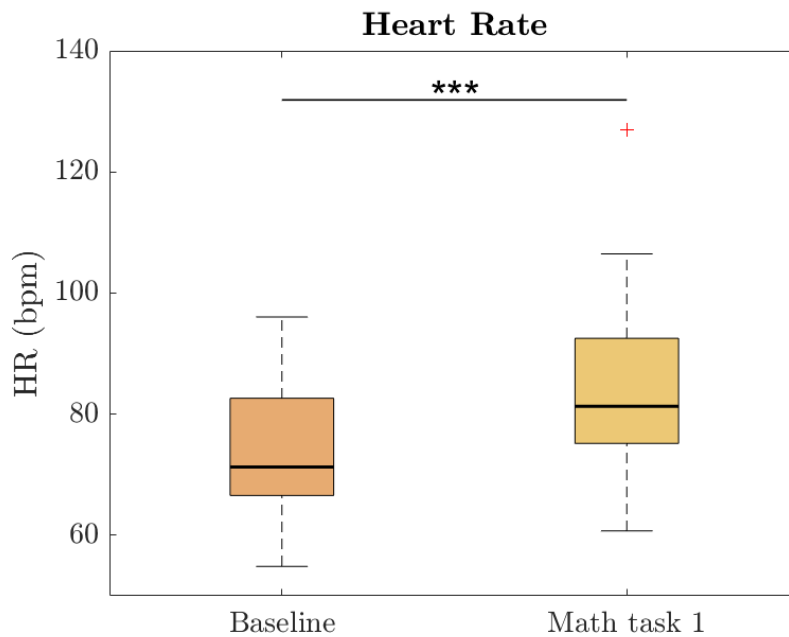 Heart Rate
140
***
120
100
80
60
HR (bpm)
Baseline
Math task 1